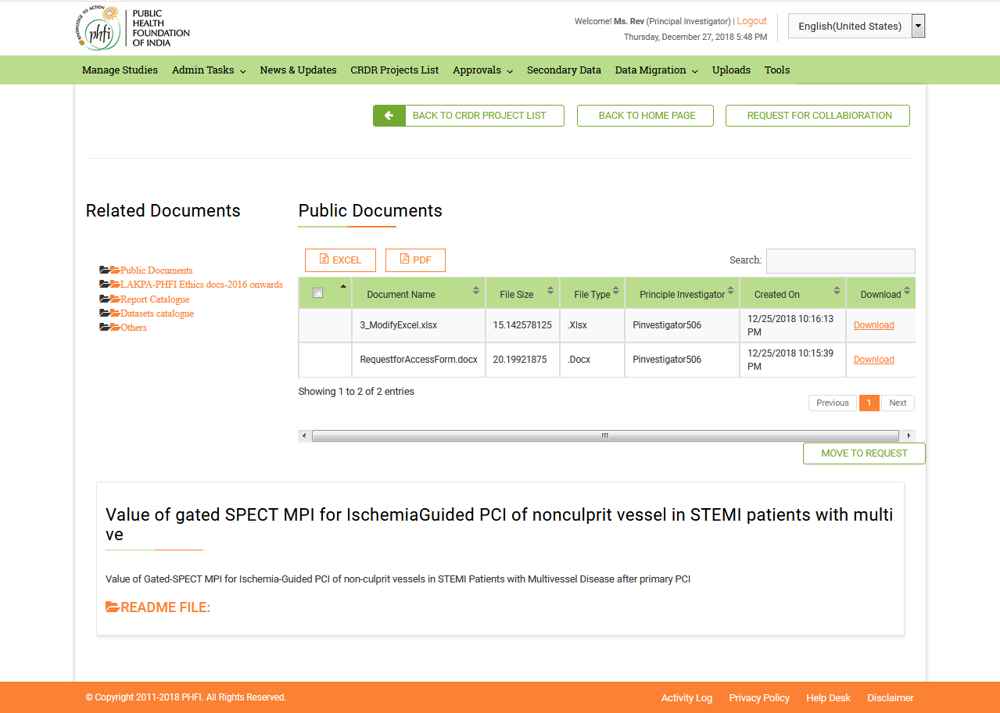 KNOWLEDGE TO ACTION
phfi
PUBLIC
HEALTH
FOUNDATION
OF INDIA
Welcome! Ms. Rev (Principal Investigator) | Logout
Thursday, December 27, 2018 5:48 PM
English(United States)
Manage Studies Admin Tasks News & Updates CRDR Projects List Approvals Secondary Data Data Migration Uploads Tools
BACK TO CRDR PROJECT LIST BACK TO HOME PAGE REQUEST FOR COLLABIORATION
Related Documents
Public Documents
LAKPA-PHFI Ethics docs-2016 onwards
Report Catalogue
Datasets catalogue
Others
Public Documents
EXCEL PDF Search:
Document Name File Size File Type Principle Investigator Created On Download
3_ModifyExcel.xlsx 15.142578125 .Xlsx Pinvestigator506 12/25/2018 10:16:13 PM Download
RequestforAccessForm.docx 20.19921875 .Docx Pinvestigator506 12/25/2018 10:15:39 PM Download
Showing 1 to 2 of 2 entries
Previous 1 Next
MOVE TO REQUEST
Value of gated SPECT MPI for IschemiaGuided PCI of nonculprit vessel in STEMI patients with multi
ve
Value of Gated-SPECT MPI for Ischemia-Guided PCI of non-culprit vessels in STEMI Patients with Multivessel Disease after primary PCI
README FILE:
© Copyright 2011-2018 PHFI. All Rights Reserved.
Activity Log Privacy Policy Help Desk Disclaimer